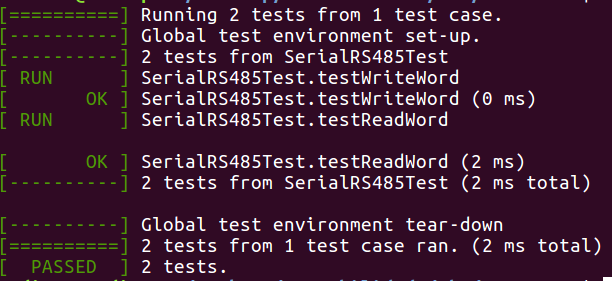 [==========] Running 2 tests from 1 test case.
[----------] Global test environment set-up.
[----------] 2 tests from SerialRS485Test
[ RUN      ] SerialRS485Test.testWriteWord
[       OK ] SerialRS485Test.testWriteWord (0 ms)
[ RUN      ] SerialRS485Test.testReadWord
[       OK ] SerialRS485Test.testReadWord (2 ms)
[----------] 2 tests from SerialRS485Test (2 ms total)
[----------] Global test environment tear-down
[==========] 2 tests from 1 test case ran. (2 ms total)
[  PASSED  ] 2 tests.